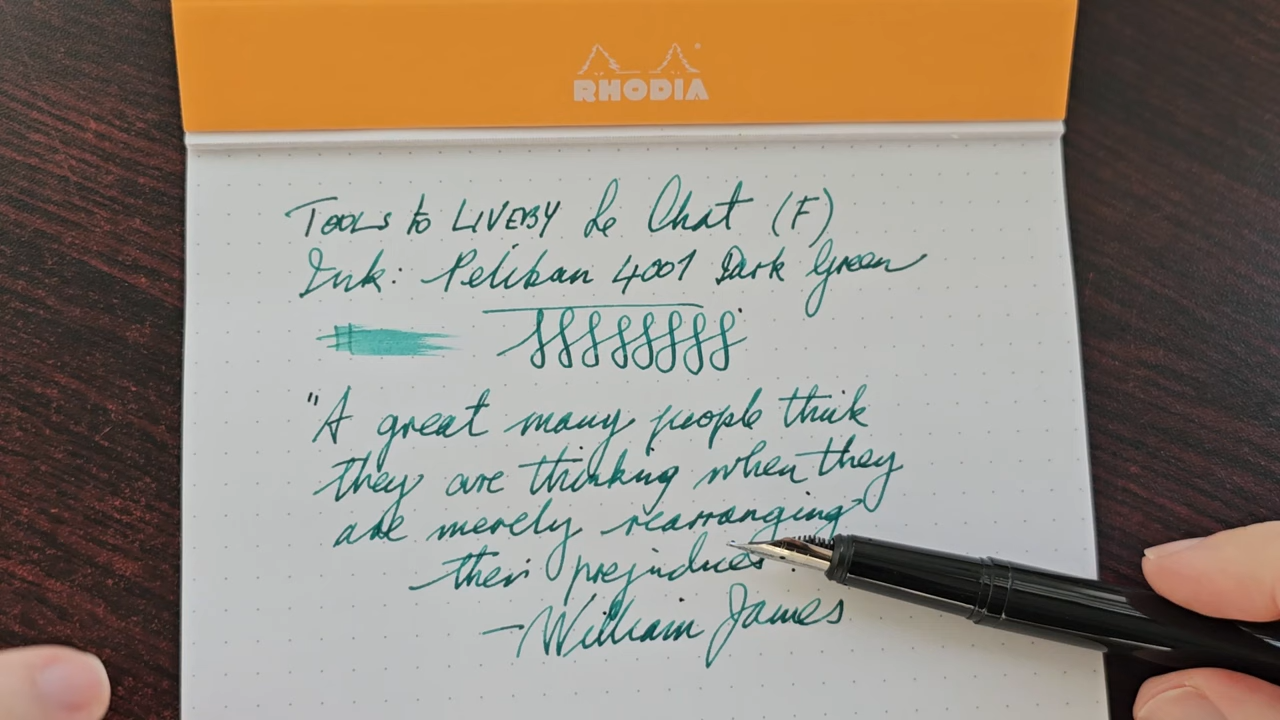 RHODIA
TOOLS to LIVEBY Le Chat (F)
Ink: Pelikan 4001 Dark Green
"A great many people think
they are thinking when they
are merely rearranging
their prejudices."
— William James